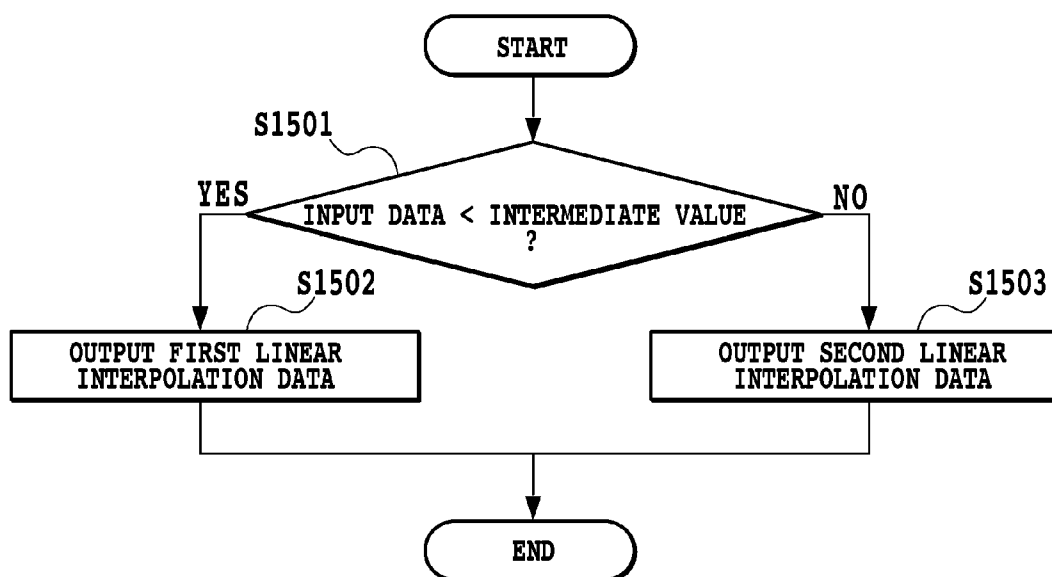 START
S1501
YES
NO
INPUT DATA < INTERMEDIATE VALUE
?
S1502
S1503
OUTPUT FIRST LINEAR
INTERPOLATION DATA
OUTPUT SECOND LINEAR
INTERPOLATION DATA
END